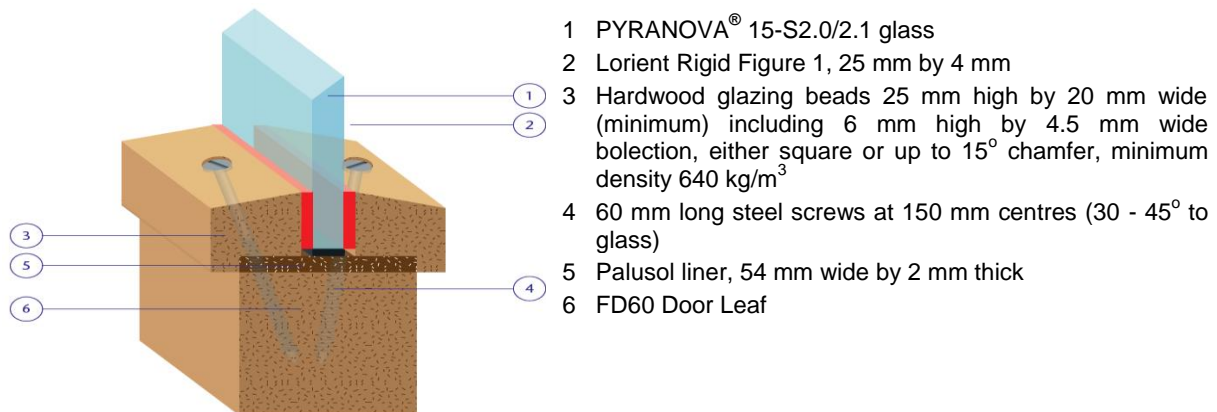 1 PYRANOVA® 15-S2.0/2.1 glass
2 Lorient Rigid Figure 1, 25 mm by 4 mm
3 Hardwood glazing beads 25 mm high by 20 mm wide
(minimum) including 6 mm high by 4.5 mm wide
bolection, either square or up to 15° chamfer, minimum
density 640 kg/m³
4 60 mm long steel screws at 150 mm centres (30 - 45° to
glass)
5 Palusol liner, 54 mm wide by 2 mm thick
6 FD60 Door Leaf
1
2
3
5
4
6